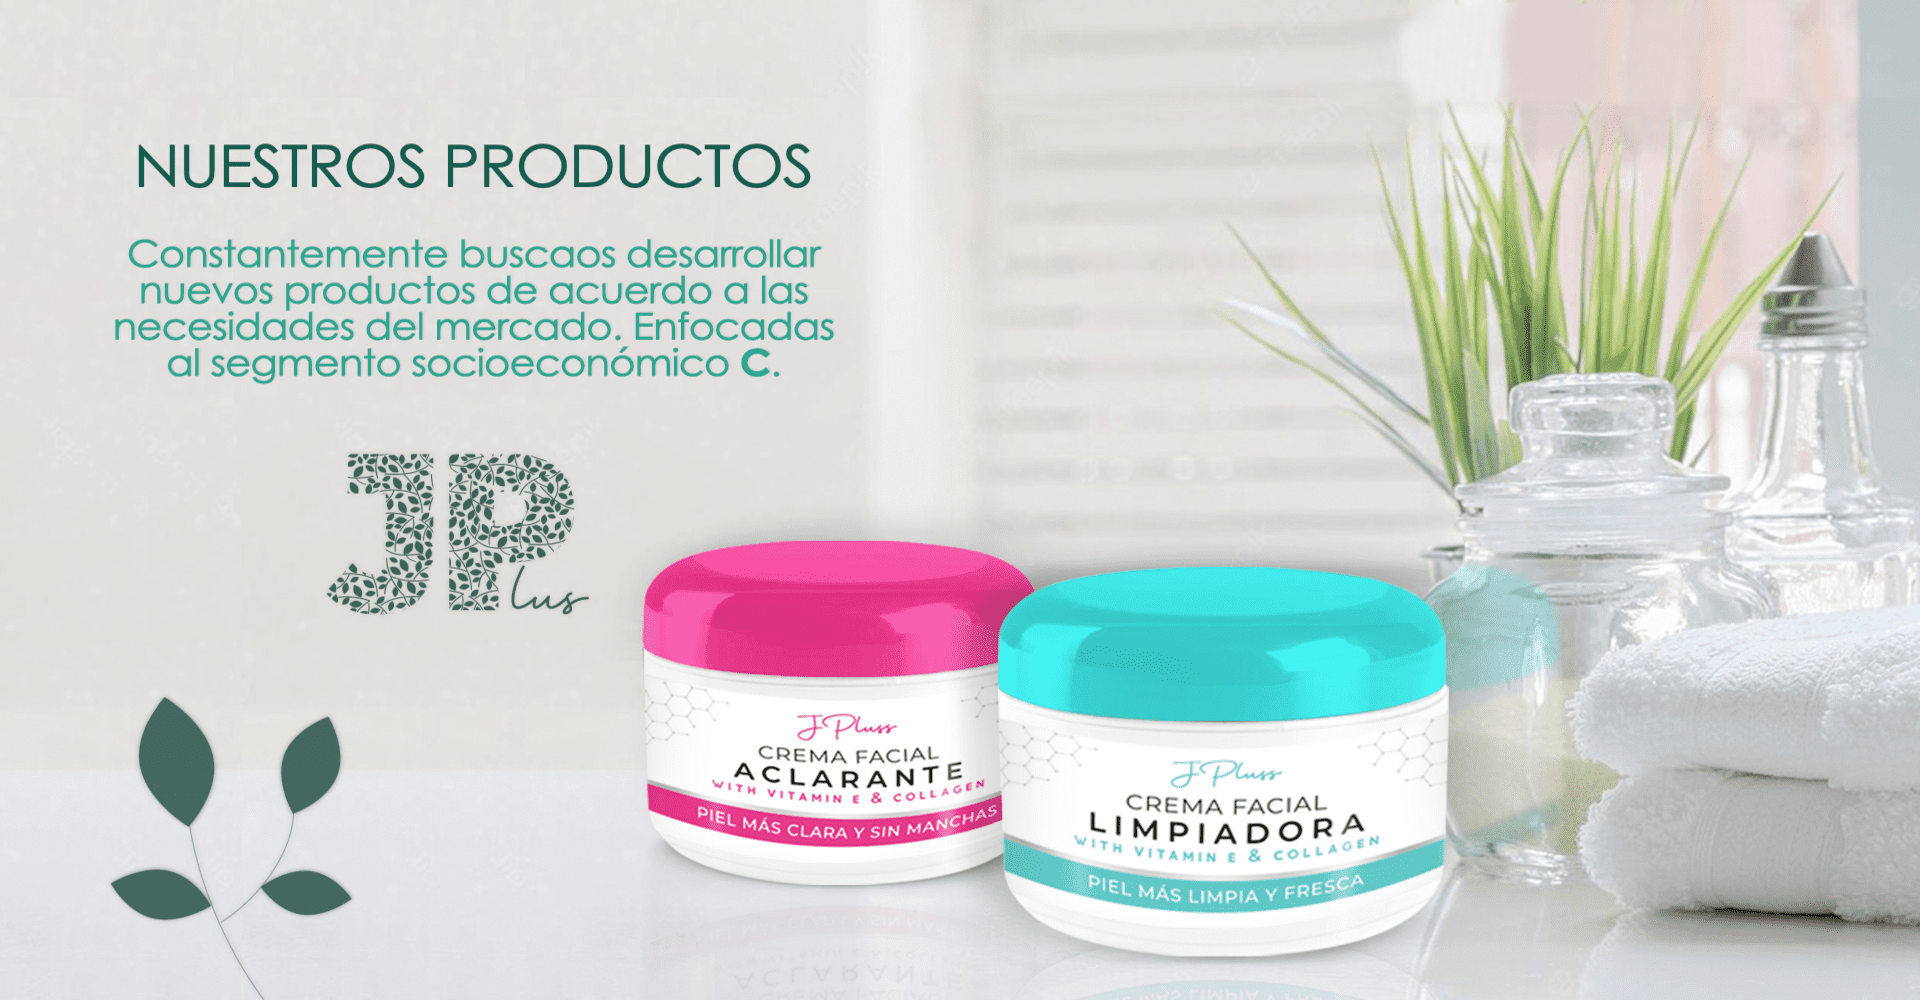 NUESTROS PRODUCTOS
Constantemente buscaos desarrollar
nuevos productos de acuerdo a las
necesidades del mercado. Enfocadas
al segmento socioeconómico C.
JPlus
J Pluss
CREMA FACIAL
ACLARANTE
WITH VITAMIN E & COLLAGEN
PIEL MÁS CLARA Y SIN MANCHAS
J Pluss
CREMA FACIAL
LIMPIADORA
WITH VITAMIN E & COLLAGEN
PIEL MÁS LIMPIA Y FRESCA